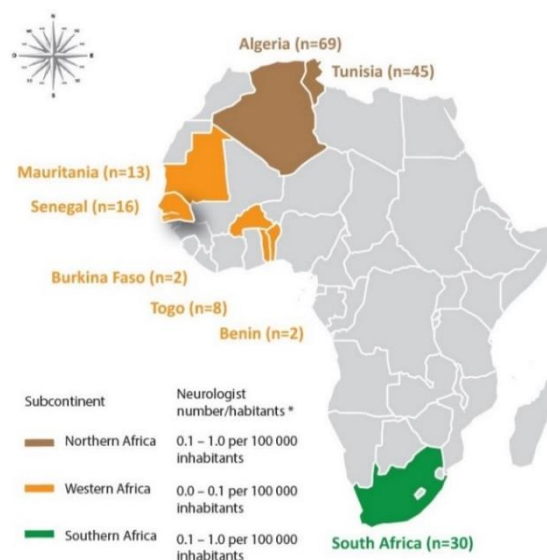 N
E
S
Algeria (n=69)
Tunisia (n=45)
Mauritania (n=13)
Senegal (n=16)
Burkina Faso (n=2)
Togo (n=8)
Benin (n=2)
Subcontinent
Neurologist
number/habitants *
Northern Africa
0.1 – 1.0 per 100 000
inhabitants
Western Africa
0.0 – 0.1 per 100 000
inhabitants
Southern Africa
0.1 – 1.0 per 100 000
inhabitants
South Africa (n=30)